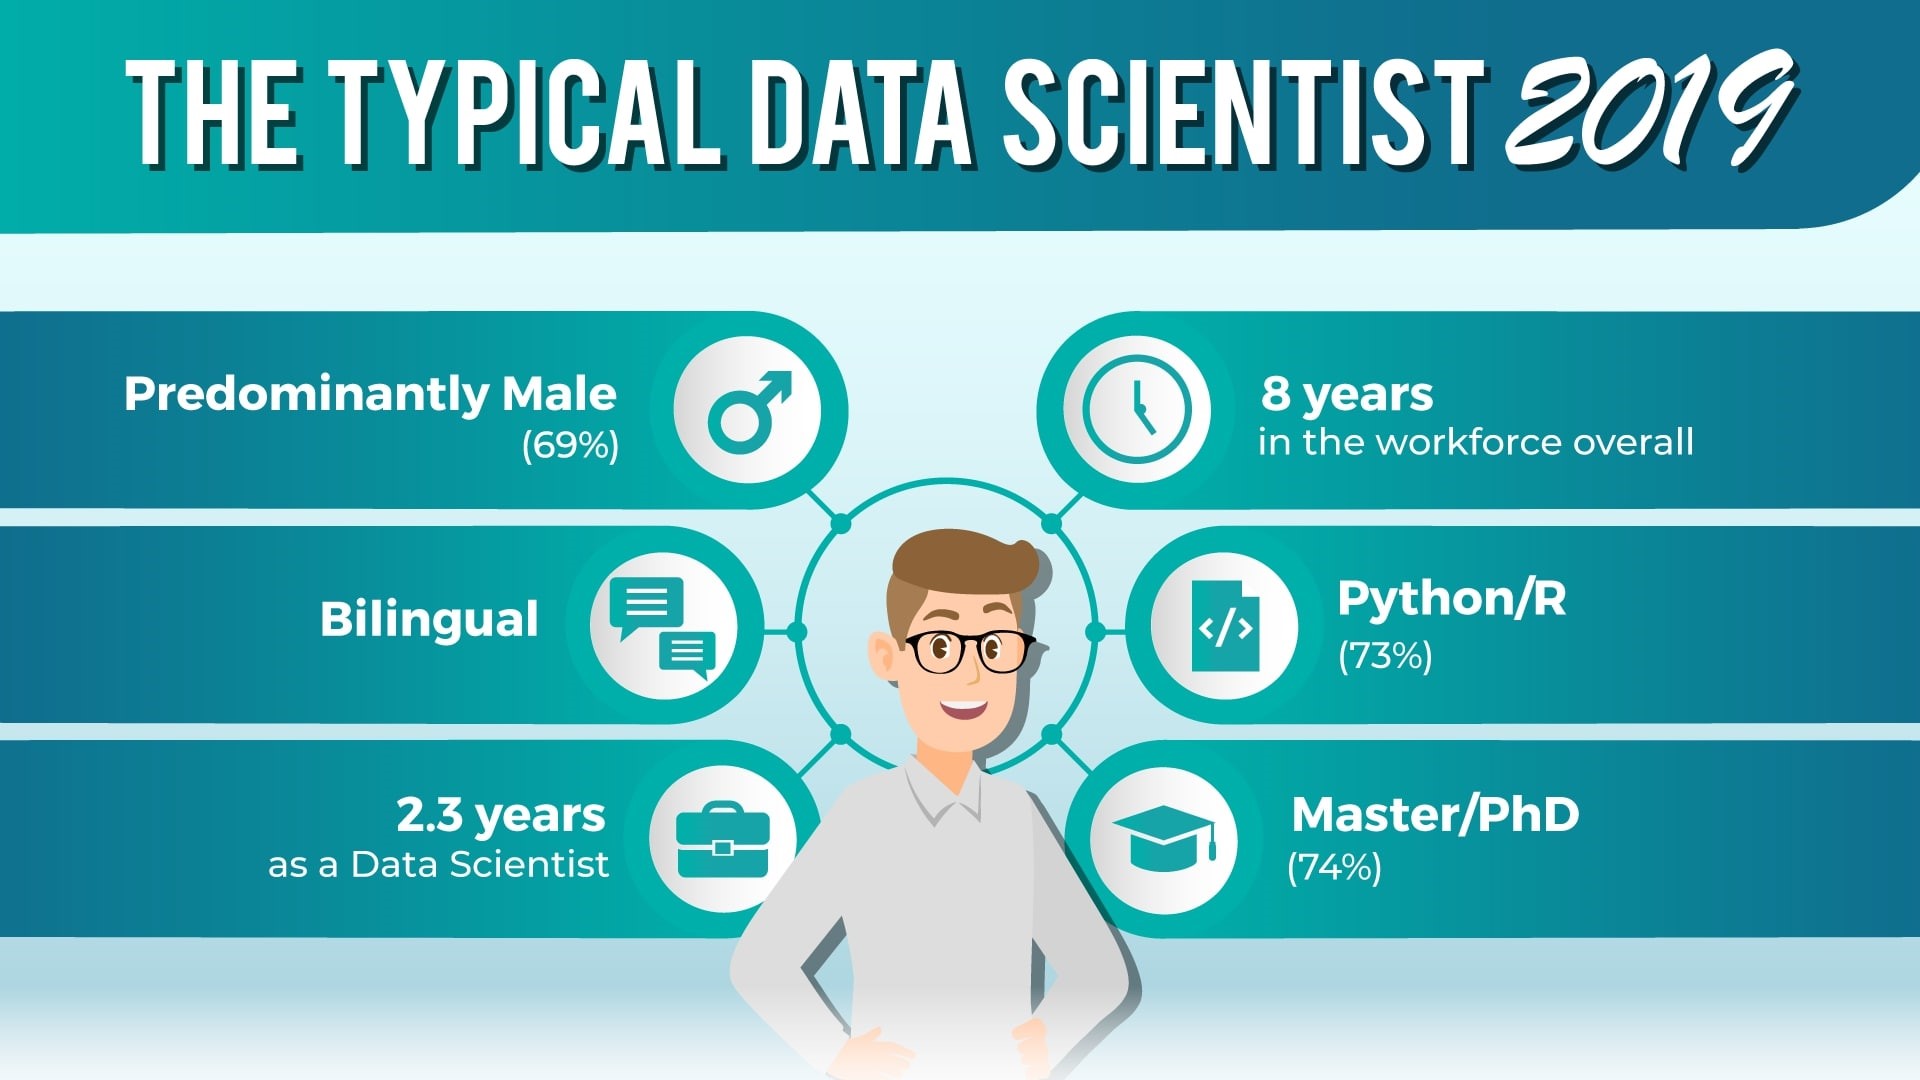 THE TYPICAL DATA SCIENTIST 2019
Predominantly Male
(69%)
Bilingual
2.3 years
as a Data Scientist
8 years
in the workforce overall
</>
Python/R
(73%)
Master/PhD
(74%)